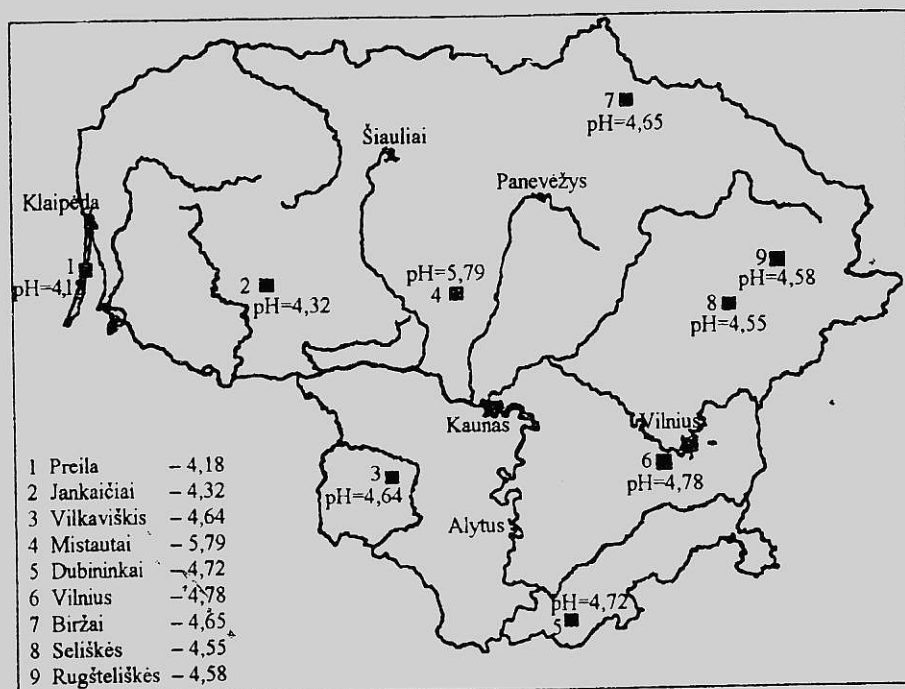 7
pH=4,65
Šiauliai
Panevėžys
Klaipėda
1
pH=4,1
2
pH=4,32
pH=5,79
4
9
pH=4,58
8
pH=4,55
Kaunas
Vilnius
6
pH=4,78
3
pH=4,64
Alytus
pH=4,72
5
1 Preila – 4,18
2 Jankaičiai – 4,32
3 Vilkaviškis – 4,64
4 Mistautai – 5,79
5 Dubininkai – 4,72
6 Vilnius – 4,78
7 Biržai – 4,65
8 Seliškės – 4,55
9 Rugšteliškės – 4,58